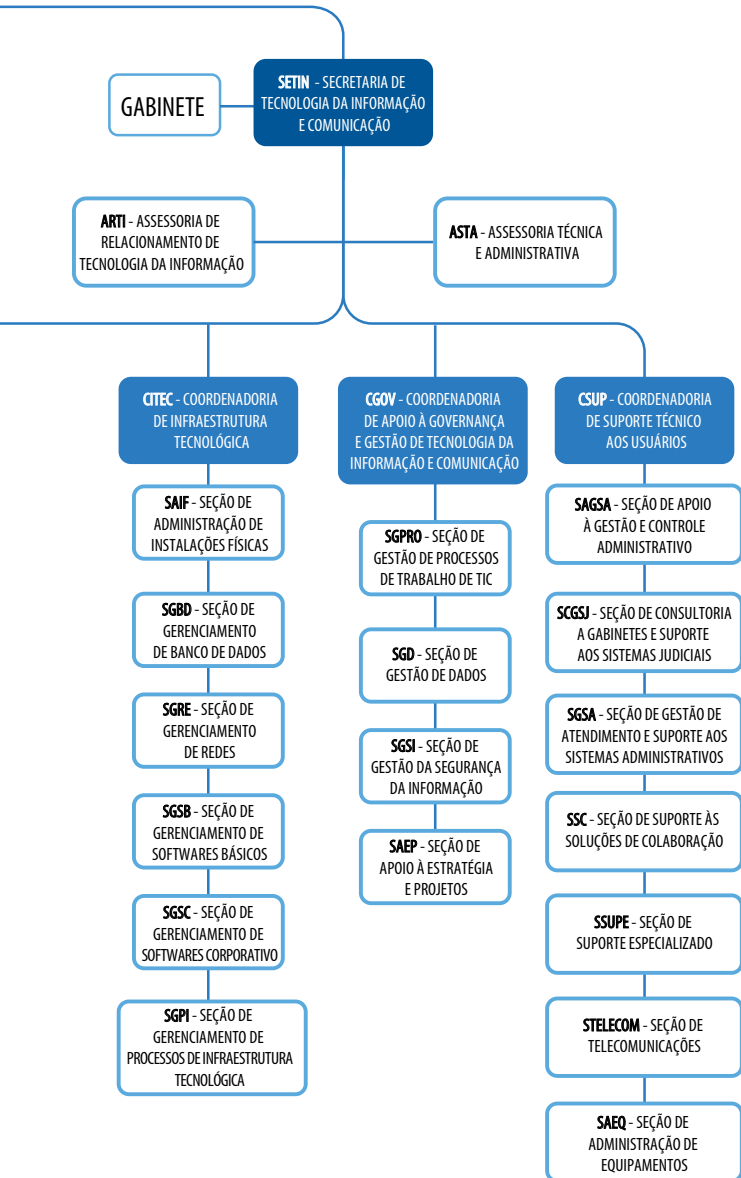 GABINETE
SETIN - SECRETARIA DE
TECNOLOGIA DA INFORMAÇÃO
E COMUNICAÇÃO
ARTI - ASSESSORIA DE
RELACIONAMENTO DE
TECNOLOGIA DA INFORMAÇÃO
ASTA - ASSESSORIA TÉCNICA
E ADMINISTRATIVA
CITEC - COORDENADORIA
DE INFRAESTRUTURA
TECNOLÓGICA
SAIF - SEÇÃO DE
ADMINISTRAÇÃO DE
INSTALAÇÕES FÍSICAS
SGBD - SEÇÃO DE
GERENCIAMENTO
DE BANCO DE DADOS
SGRE - SEÇÃO DE
GERENCIAMENTO
DE REDES
SGSB - SEÇÃO DE
GERENCIAMENTO DE
SOFTWARES BÁSICOS
SGSC - SEÇÃO DE
GERENCIAMENTO DE
SOFTWARES CORPORATIVO
SGPI - SEÇÃO DE
GERENCIAMENTO DE
PROCESSOS DE INFRAESTRUTURA
TECNOLÓGICA
CGOV - COORDENADORIA
DE APOIO À GOVERNANÇA
E GESTÃO DE TECNOLOGIA DA
INFORMAÇÃO E COMUNICAÇÃO
SGPRO - SEÇÃO DE
GESTÃO DE PROCESSOS
DE TRABALHO DE TIC
SGD - SEÇÃO DE
GESTÃO DE DADOS
SGSI - SEÇÃO DE
GESTÃO DA SEGURANÇA
DA INFORMAÇÃO
SAEP - SEÇÃO DE
APOIO À ESTRATÉGIA
E PROJETOS
CSUP - COORDENADORIA
DE SUPORTE TÉCNICO
AOS USUÁRIOS
SAGSA - SEÇÃO DE APOIO
À GESTÃO E CONTROLE
ADMINISTRATIVO
SCGSJ - SEÇÃO DE CONSULTORIA
A GABINETES E SUPORTE
AOS SISTEMAS JUDICIAIS
SGSA - SEÇÃO DE GESTÃO DE
ATENDIMENTO E SUPORTE AOS
SISTEMAS ADMINISTRATIVOS
SSC - SEÇÃO DE SUPORTE ÀS
SOLUÇÕES DE COLABORAÇÃO
SSUPE - SEÇÃO DE
SUPORTE ESPECIALIZADO
STELECOM - SEÇÃO DE
TELECOMUNICAÇÕES
SAEQ - SEÇÃO DE
ADMINISTRAÇÃO DE
EQUIPAMENTOS